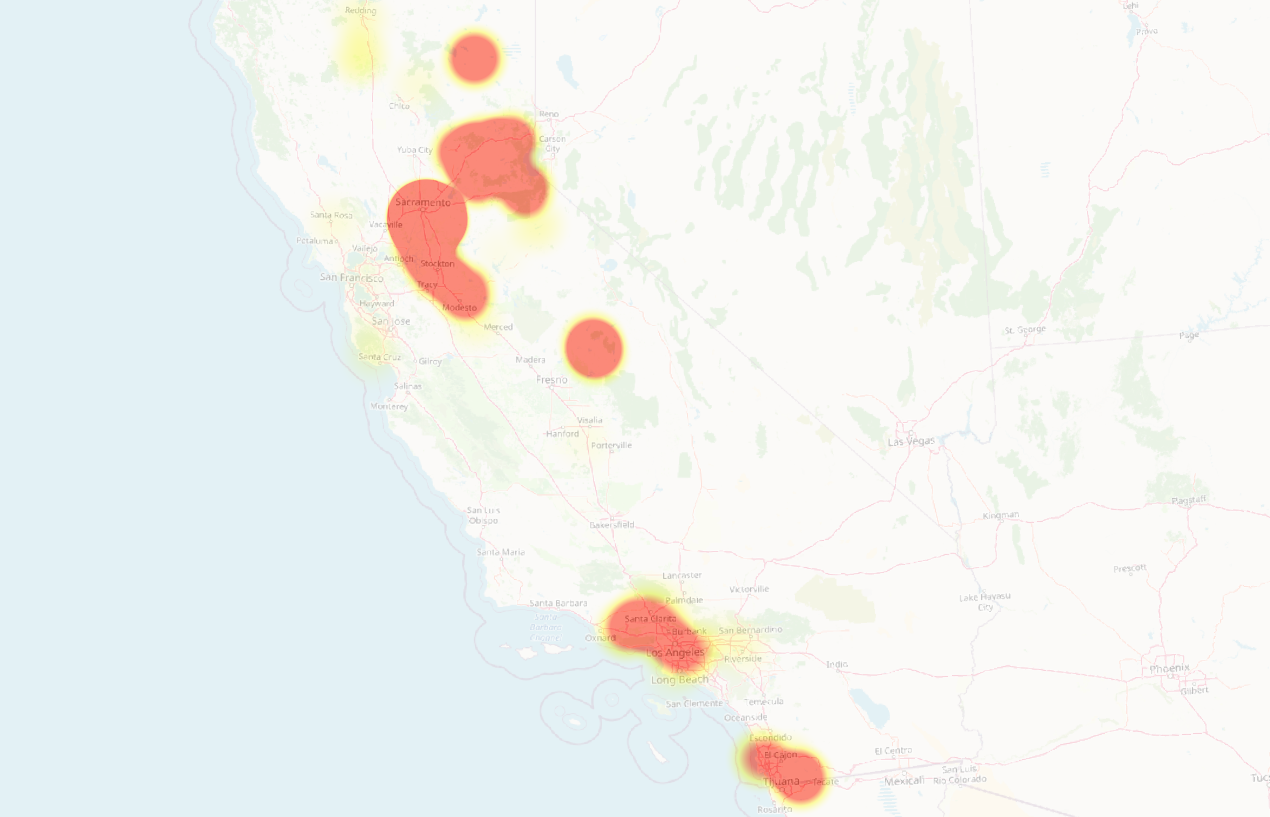 Redding
Lehi
Provo
Chico
Reno
Carson
City
Yuba City
Sacramento
Santa Rosa
Vacaville
Petaluma
Vallejo
Antioch
Stockton
San Francisco
Tracy
Hayward
Modesto
San Jose
Merced
St. George
Page
Santa Cruz
Gilroy
Madera
Fresno
Salinas
Monterey
Visalia
Hanford
Porterville
Las Vegas
San Luis
Obispo
Bakersfield
Kingman
Flagstaff
Santa Maria
Lancaster
Victorville
Prescott
Santa Barbara
Palmdale
Lake Havasu
City
Santa Clarita
Burbank
San Bernardino
Oxnard
Los Angeles
Riverside
Indio
Phoenix
Long Beach
Gilbert
San Clemente
Temecula
Oceanside
Escondido
El Cajon
El Centro
San Luis
Río Colorado
Tijuana
Tecate
Mexicali
Tucs
Rosarito